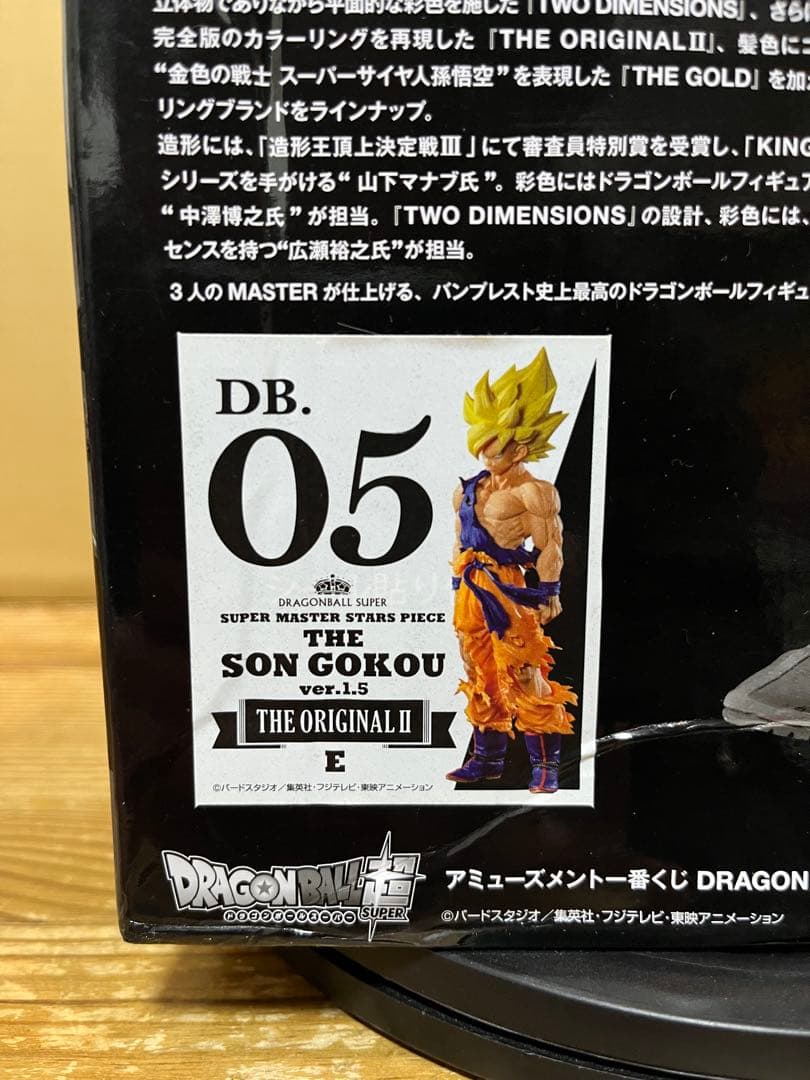 立体物でありながら平面的な彩色を施した『TWO DIMENSIONS』、さらに
完全版のカラーリングを再現した『THE ORIGINALⅡ』、髪色に
“金色の戦士 スーパーサイヤ人孫悟空”を表現した『THE GOLD』を加
リングブランドをラインナップ。
造形には、「造形王頂上決定戦Ⅲ」にて審査員特別賞を受賞し、「KING
シリーズを手がける“山下マナブ氏”。彩色にはドラゴンボールフィギュア
“中澤博之氏”が担当。『TWO DIMENSIONS』の設計、彩色には、
センスを持つ“広瀬裕之氏”が担当。
3人のMASTERが仕上げる、バンプレスト史上最高のドラゴンボールフィギュ
DB.
05
DRAGONBALL SUPER
SUPER MASTER STARS PIECE
THE
SON GOKOU
ver.1.5
THE ORIGINAL Ⅱ
E
©バードスタジオ／集英社・フジテレビ・東映アニメーション
DRAGONBALL超
ドラゴンボールスーパー
SUPER
アミューズメント一番くじ DRAGON
©バードスタジオ／集英社・フジテレビ・東映アニメーション